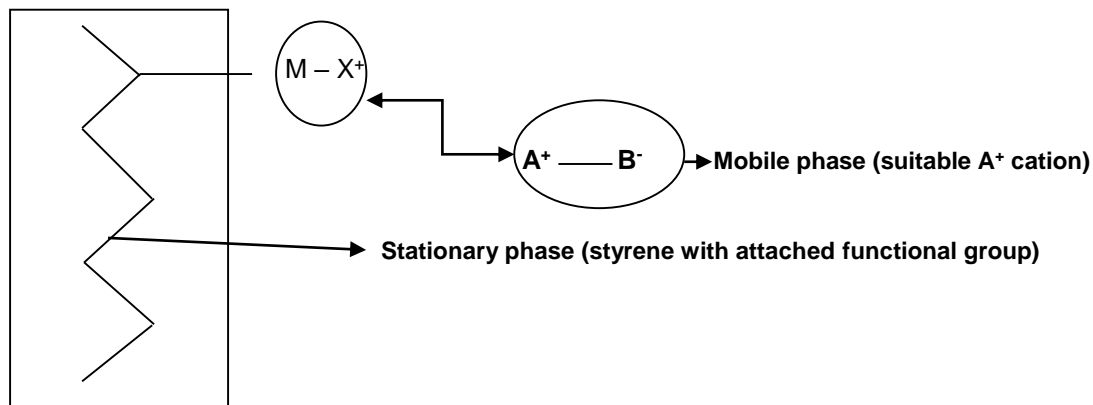 M – X⁺
A⁺ —— B⁻
Mobile phase (suitable A⁺ cation)
Stationary phase (styrene with attached functional group)